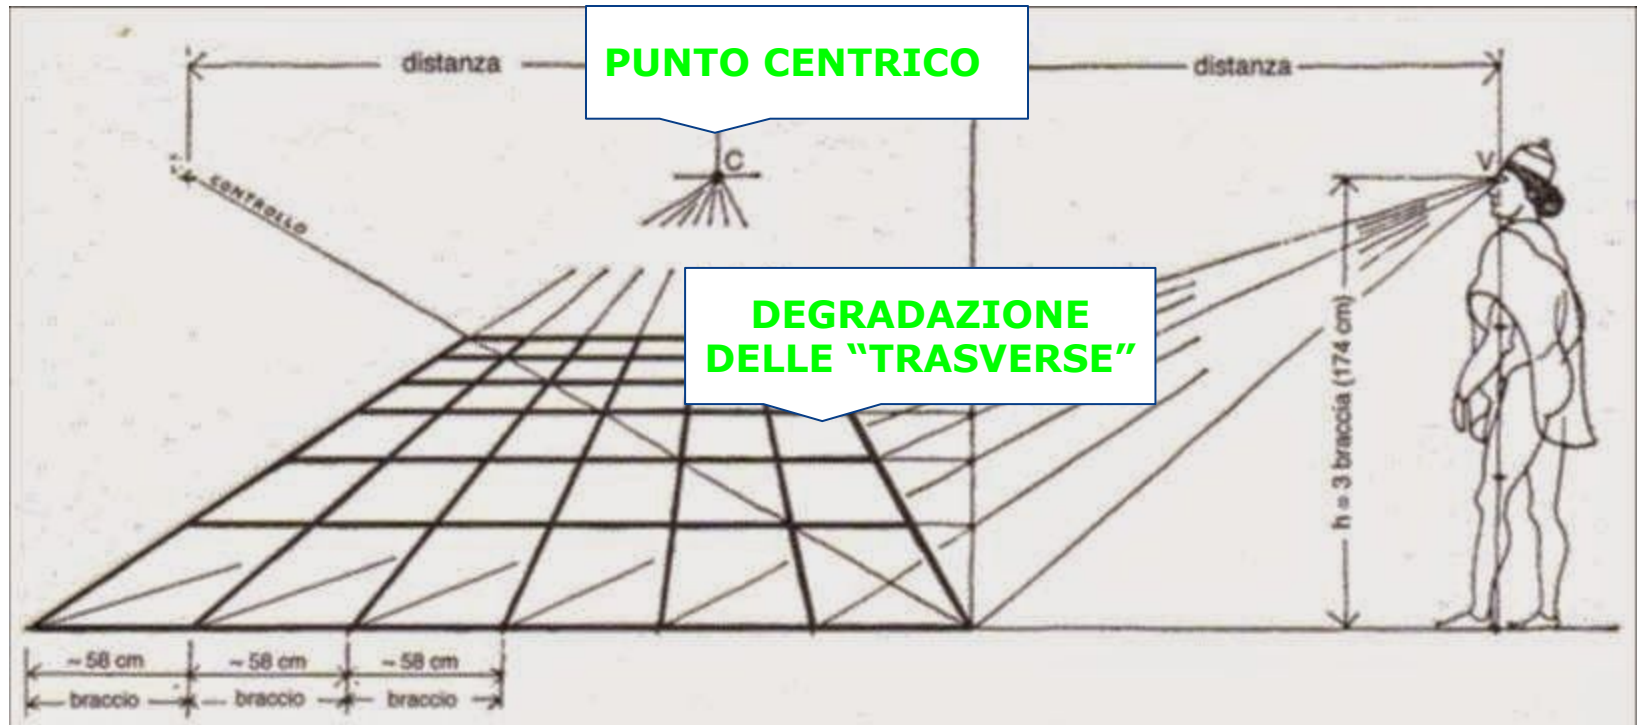 distanza
PUNTO CENTRICO
distanza
C
V
CONTROLLO
DEGRADAZIONE
DELLE “TRASVERSE”
h = 3 braccia (174 cm)
~ 58 cm
~ 58 cm
~ 58 cm
braccio
braccio
braccio